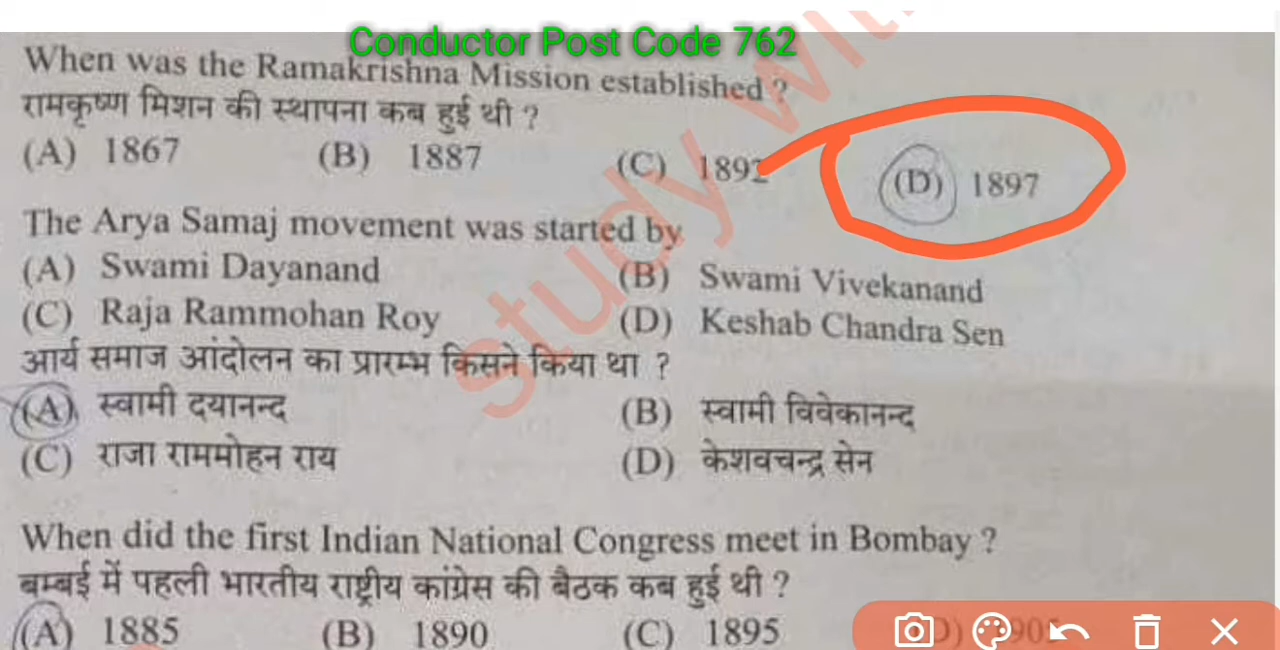 Conductor Post Code 762
When was the Ramakrishna Mission established ?
रामकृष्ण मिशन की स्थापना कब हुई थी ?
(A) 1867 (B) 1887 (C) 1892 (D) 1897
The Arya Samaj movement was started by
(A) Swami Dayanand (B) Swami Vivekanand
(C) Raja Rammohan Roy (D) Keshab Chandra Sen
आर्य समाज आंदोलन का प्रारम्भ किसने किया था ?
(A) स्वामी दयानन्द (B) स्वामी विवेकानन्द
(C) राजा राममोहन राय (D) केशवचन्द्र सेन
When did the first Indian National Congress meet in Bombay ?
बम्बई में पहली भारतीय राष्ट्रीय कांग्रेस की बैठक कब हुई थी ?
(A) 1885 (B) 1890 (C) 1895 (D)
study with